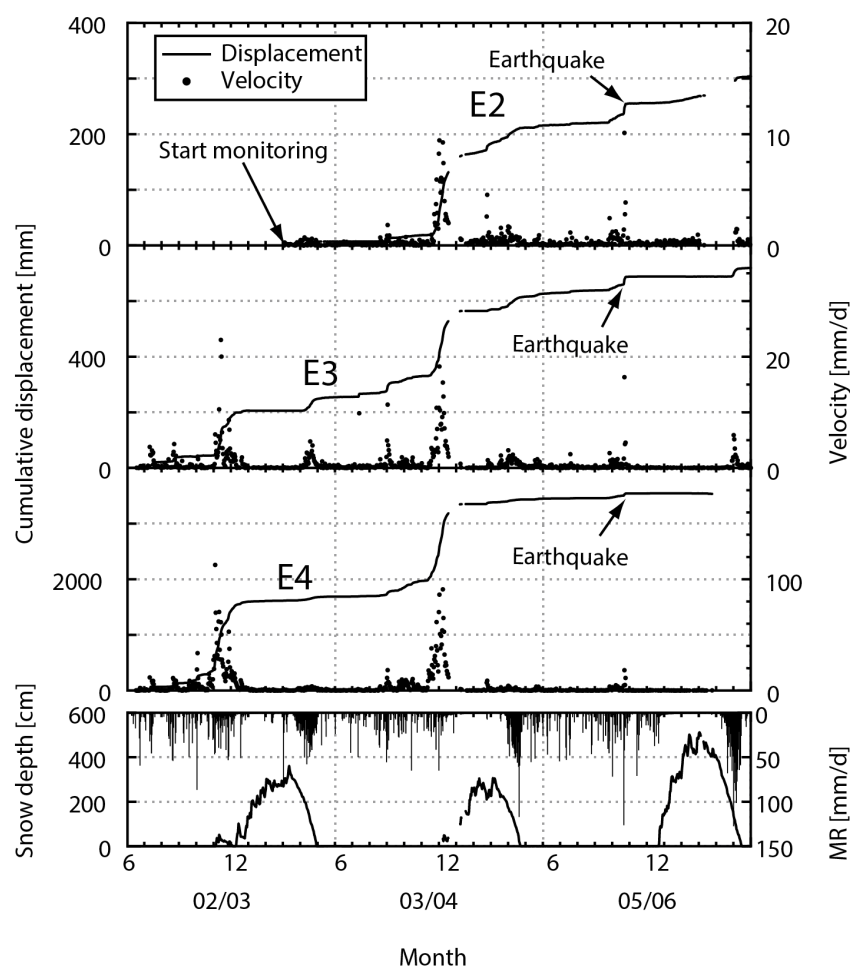 400
20
Displacement
Velocity
Earthquake
E2
200
10
Start monitoring
0
0
Cumulative displacement [mm]
Velocity [mm/d]
Earthquake
400
20
E3
0
0
Earthquake
E4
2000
100
0
0
Snow depth [cm]
MR [mm/d]
600
0
400
50
200
100
0
150
6
12
6
12
6
12
02/03
03/04
05/06
Month